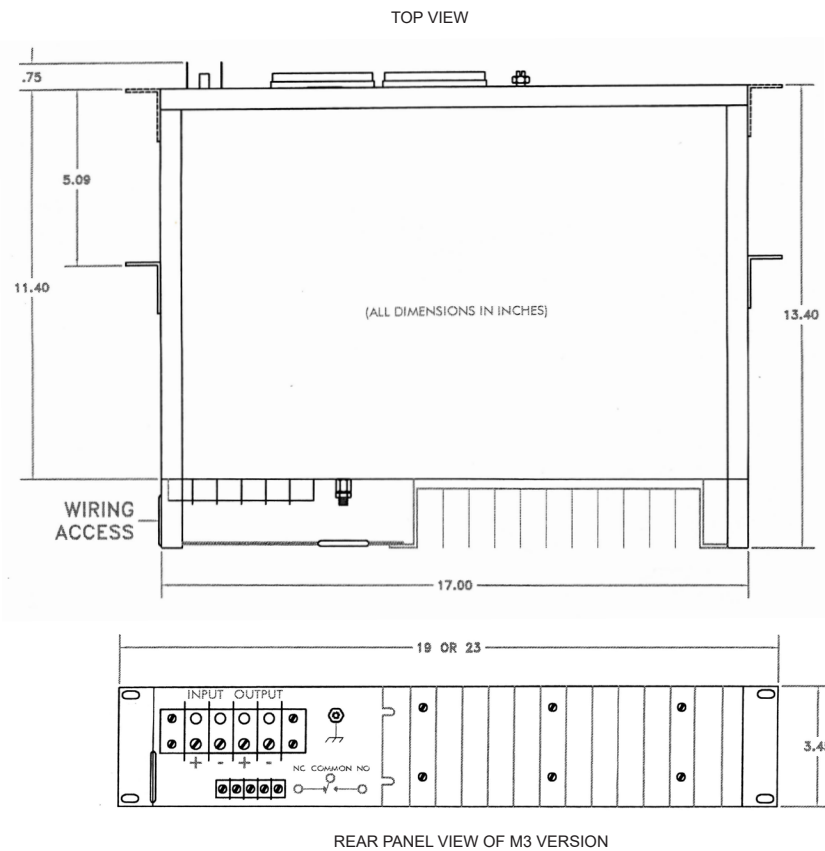 TOP VIEW
.75
5.09
11.40
(ALL DIMENSIONS IN INCHES)
13.40
WIRING
ACCESS
17.00
19 OR 23
INPUT OUTPUT
+ - + -
NC COMMON NO
REAR PANEL VIEW OF M3 VERSION